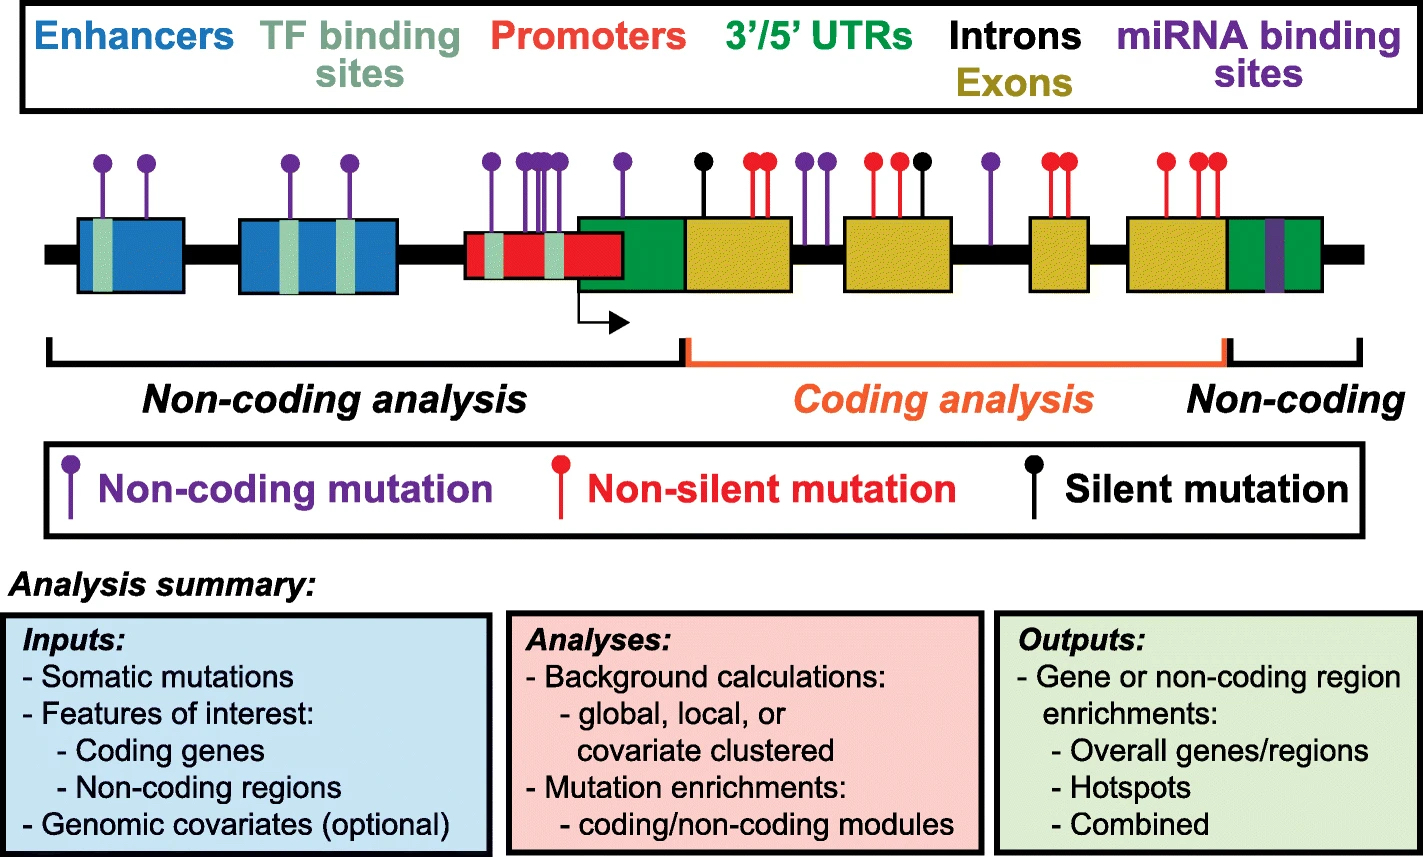 Enhancers TF binding Promoters 3’/5’ UTRs Introns miRNA binding
sites Exons sites
Non-coding analysis Coding analysis Non-coding
Non-coding mutation Non-silent mutation Silent mutation
Analysis summary:
Inputs:
- Somatic mutations
- Features of interest:
- Coding genes
- Non-coding regions
- Genomic covariates (optional)
Analyses:
- Background calculations:
- global, local, or
covariate clustered
- Mutation enrichments:
- coding/non-coding modules
Outputs:
- Gene or non-coding region
enrichments:
- Overall genes/regions
- Hotspots
- Combined